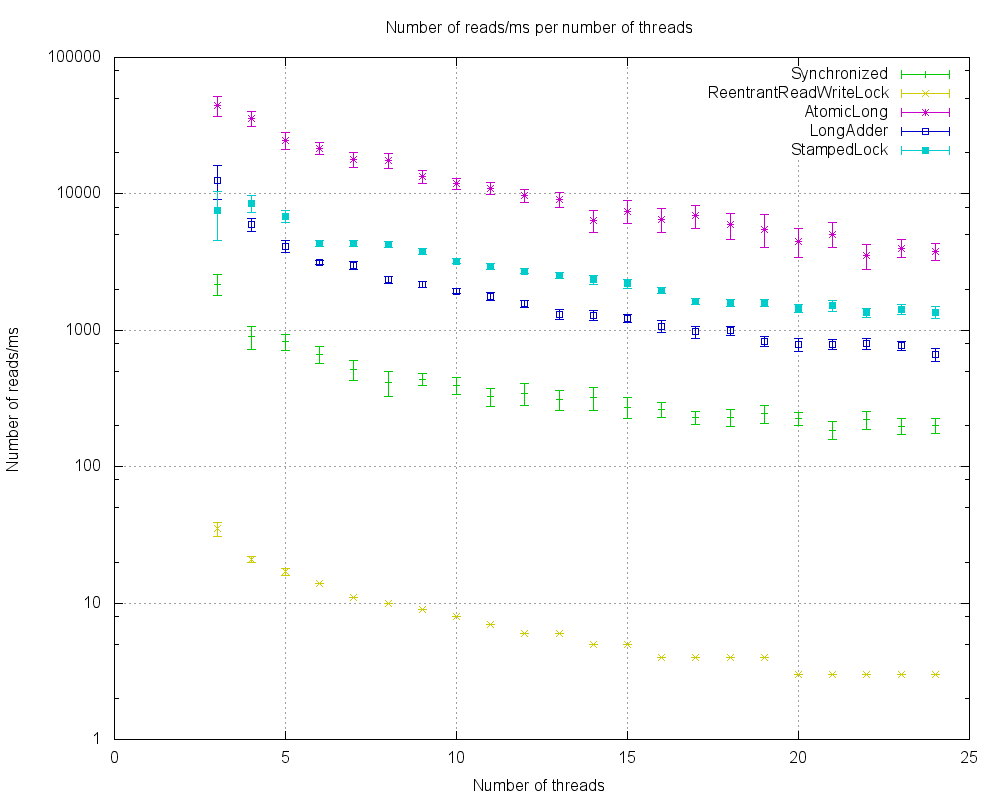 Number of reads/ms per number of threads
100000
10000
1000
100
10
1
Number of reads/ms
Synchronized
ReentrantReadWriteLock
AtomicLong
LongAdder
StampedLock
0 5 10 15 20 25
Number of threads